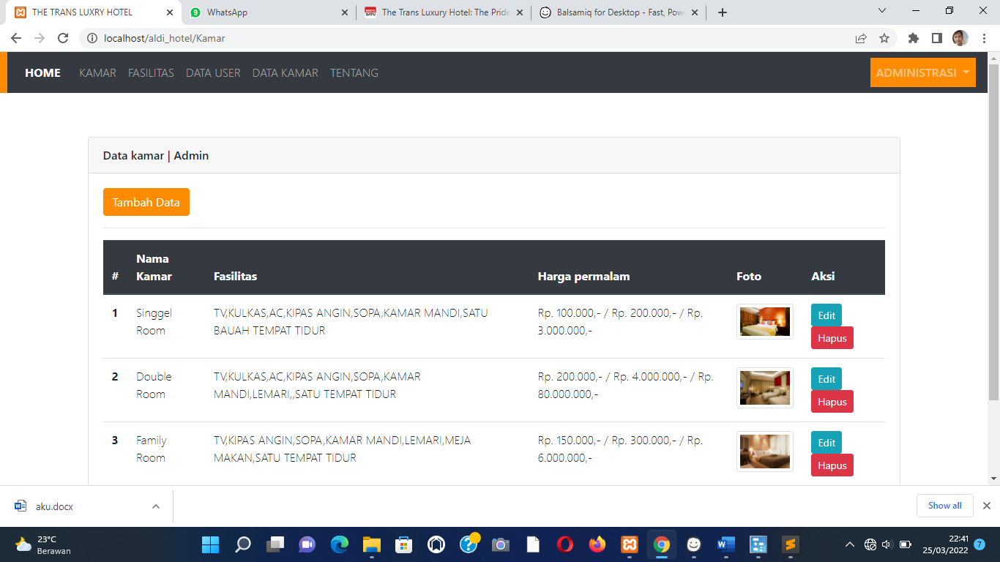 THE TRANS LUXRY HOTEL
9 WhatsApp
BERITA SATU The Trans Luxury Hotel: The Pride
Balsamiq for Desktop - Fast, Pow
localhost/aldi_hotel/Kamar
HOME KAMAR FASILITAS DATA USER DATA KAMAR TENTANG ADMINISTRASI
Data kamar | Admin
Tambah Data
# Nama Kamar Fasilitas Harga permalam Foto Aksi
1 Singgel Room TV,KULKAS,AC,KIPAS ANGIN,SOPA,KAMAR MANDI,SATU BAUAH TEMPAT TIDUR Rp. 100.000,- / Rp. 200.000,- / Rp. 3.000.000,- Edit Hapus
2 Double Room TV,KULKAS,AC,KIPAS ANGIN,SOPA,KAMAR MANDI,LEMARI,,SATU TEMPAT TIDUR Rp. 200.000,- / Rp. 4.000.000,- / Rp. 80.000.000,- Edit Hapus
3 Family Room TV,KIPAS ANGIN,SOPA,KAMAR MANDI,LEMARI,MEJA MAKAN,SATU TEMPAT TIDUR Rp. 150.000,- / Rp. 300.000,- / Rp. 6.000.000,- Edit Hapus
aku.docx
Show all
23°C
Berawan
22:41
25/03/2022 7